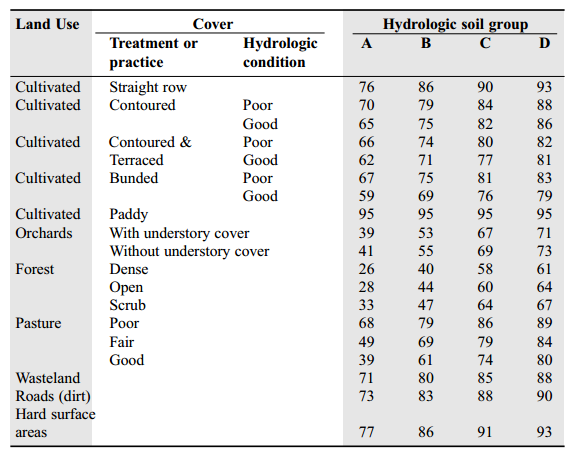 Land Use Cover Hydrologic soil group
Treatment or practice Hydrologic condition A B C D
Cultivated Straight row 76 86 90 93
Cultivated Contoured Poor 70 79 84 88
Good 65 75 82 86
Cultivated Contoured & Poor 66 74 80 82
Terraced Good 62 71 77 81
Cultivated Bunded Poor 67 75 81 83
Good 59 69 76 79
Cultivated Paddy 95 95 95 95
Orchards With understory cover 39 53 67 71
Without understory cover 41 55 69 73
Forest Dense 26 40 58 61
Open 28 44 60 64
Scrub 33 47 64 67
Pasture Poor 68 79 86 89
Fair 49 69 79 84
Good 39 61 74 80
Wasteland 71 80 85 88
Roads (dirt) 73 83 88 90
Hard surface
areas 77 86 91 93